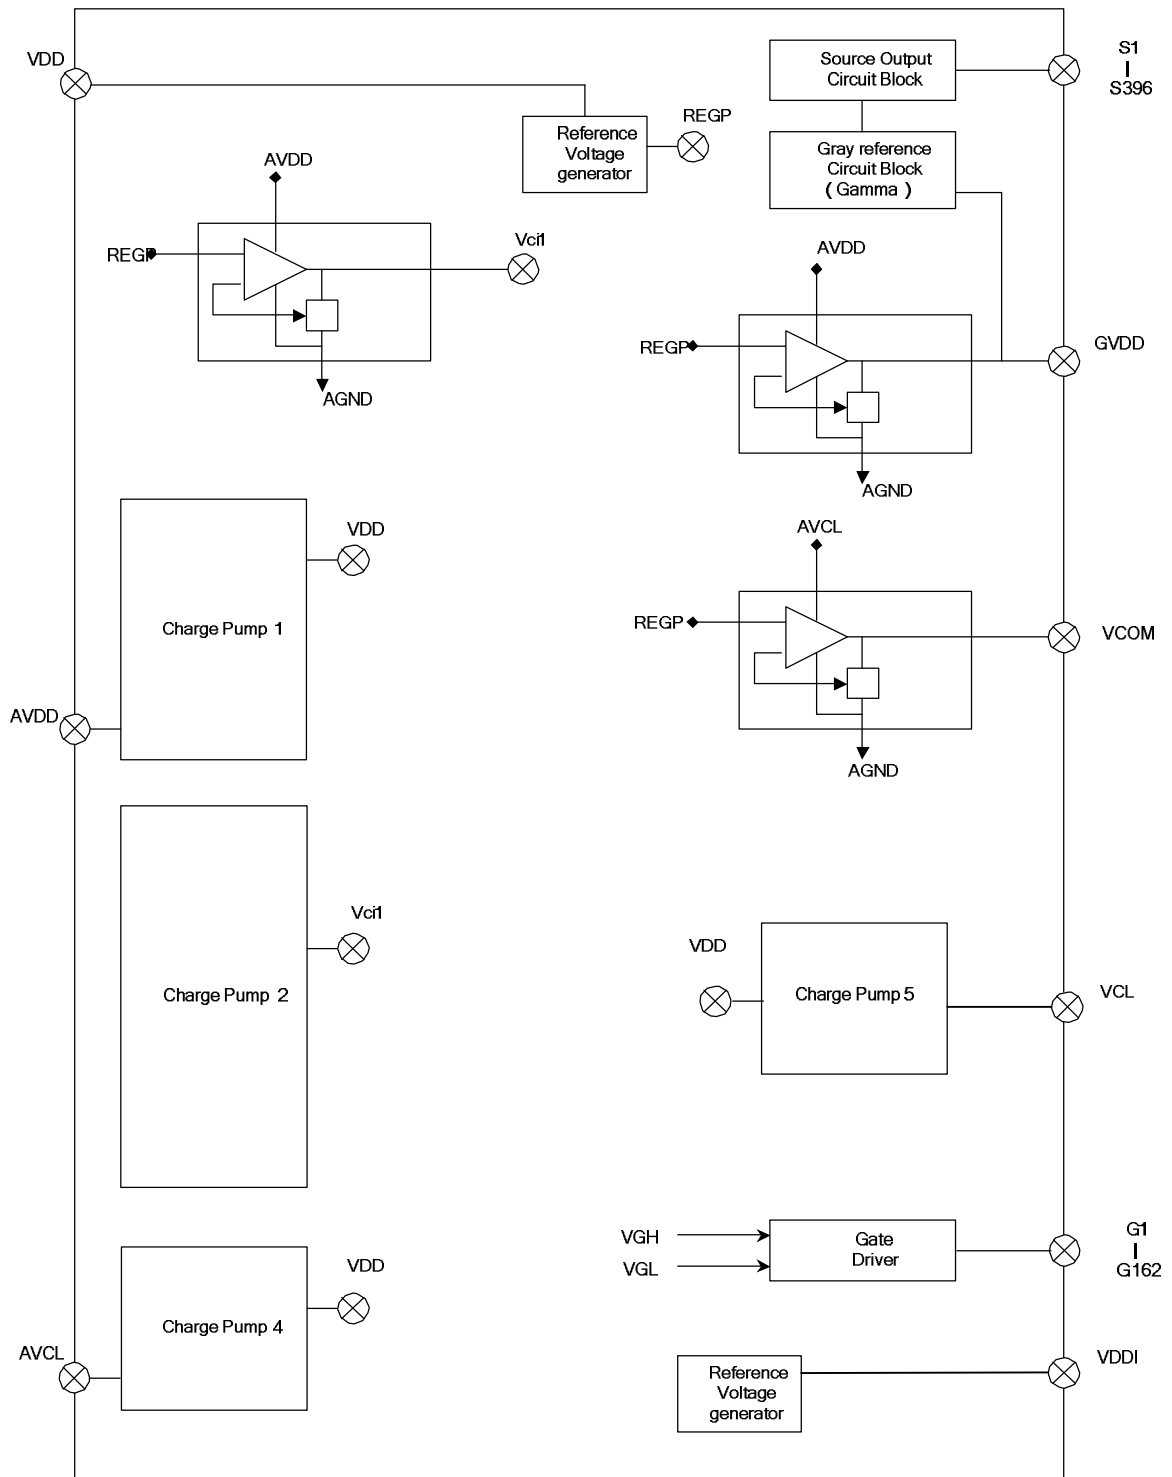 VDD
Source Output
Circuit Block
S1
S396
REGP
Reference
Voltage
generator
Gray reference
Circuit Block
( Gamma )
AVDD
REGP
Vci1
AGND
AVDD
REGP
GVDD
AGND
VDD
Charge Pump 1
AVDD
AVCL
REGP
VCOM
AGND
Vci1
Charge Pump 2
VDD
Charge Pump 5
VCL
VGH
VGL
Gate
Driver
G1
G162
VDD
Charge Pump 4
AVCL
Reference
Voltage
generator
VDDI